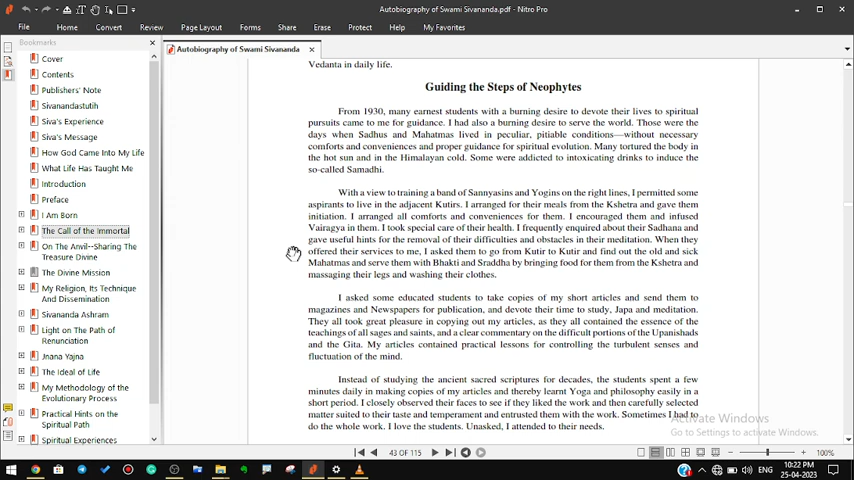 Autobiography of Swami Sivananda.pdf - Nitro Pro
File Home Convert Review Page Layout Forms Share Erase Protect Help My Favorites
Bookmarks
Autobiography of Swami Sivananda
Cover
Contents
Publishers' Note
Sivanandastutih
Siva's Experience
Siva's Message
How God Came Into My Life
What Life Has Taught Me
Introduction
Preface
I Am Born
The Call of the Immortal
On The Anvil--Sharing The
Treasure Divine
The Divine Mission
My Religion, Its Technique
And Dissemination
Sivananda Ashram
Light on The Path of
Renunciation
Jnana Yajna
The Ideal of Life
My Methodology of the
Evolutionary Process
Practical Hints on the
Spiritual Path
Spiritual Experiences
Vedanta in daily life.
Guiding the Steps of Neophytes
From 1930, many earnest students with a burning desire to devote their lives to spiritual
pursuits came to me for guidance. I had also a burning desire to serve the world. Those were the
days when Sadhus and Mahatmas lived in peculiar, pitiable conditions—without necessary
comforts and conveniences and proper guidance for spiritual evolution. Many tortured the body in
the hot sun and in the Himalayan cold. Some were addicted to intoxicating drinks to induce the
so-called Samadhi.
With a view to training a band of Sannyasins and Yogins on the right lines, I permitted some
aspirants to live in the adjacent Kutirs. I arranged for their meals from the Kshetra and gave them
initiation. I arranged all comforts and conveniences for them. I encouraged them and infused
Vairagya in them. I took special care of their health. I frequently enquired about their Sadhana and
gave useful hints for the removal of their difficulties and obstacles in their meditation. When they
offered their services to me, I asked them to go from Kutir to Kutir and find out the old and sick
Mahatmas and serve them with Bhakti and Sraddha by bringing food for them from the Kshetra and
massaging their legs and washing their clothes.
I asked some educated students to take copies of my short articles and send them to
magazines and Newspapers for publication, and devote their time to study, Japa and meditation.
They all took great pleasure in copying out my articles, as they all contained the essence of the
teachings of all sages and saints, and a clear commentary on the difficult portions of the Upanishads
and the Gita. My articles contained practical lessons for controlling the turbulent senses and
fluctuation of the mind.
Instead of studying the ancient sacred scriptures for decades, the students spent a few
minutes daily in making copies of my articles and thereby learnt Yoga and philosophy easily in a
short period. I closely observed their faces to see if they liked the work and then carefully selected
matter suited to their taste and temperament and entrusted them with the work. Sometimes I had to
do the whole work. I love the students. Unasked, I attended to their needs.
Activate Windows
Go to Settings to activate Windows.
43 OF 115
100%
ENG
10:22 PM
25-04-2023